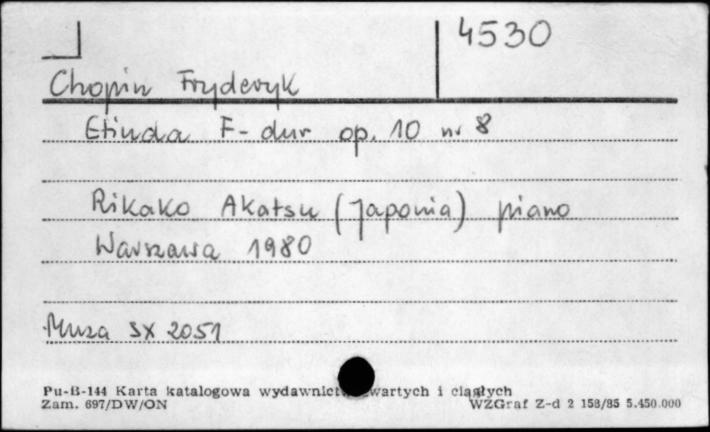 4530
Chopin Fryderyk
Etiuda F-dur op. 10 nr 8
Rikako Akatsu (Japonia) piano
Warszawa 1980
Muza SX 2051
Pu-B-144 Karta katalogowa wydawnict wartych i ciągłych
Zam. 697/DW/ON WZGraf Z-d 2 158/85 5.450.000